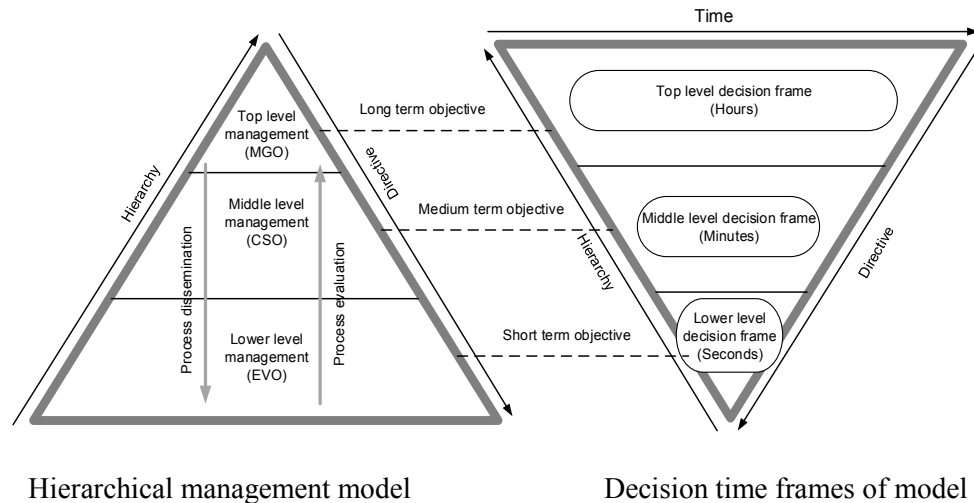 Time
Top level decision frame
(Hours)
Top level
management
(MGO)
Long term objective
Hierarchy
Directive
Middle level
management
(CSO)
Medium term objective
Middle level decision frame
(Minutes)
Hierarchy
Directive
Process dissemination
Process evaluation
Lower level
management
(EVO)
Short term objective
Lower level
decision frame
(Seconds)
Hierarchical management model
Decision time frames of model